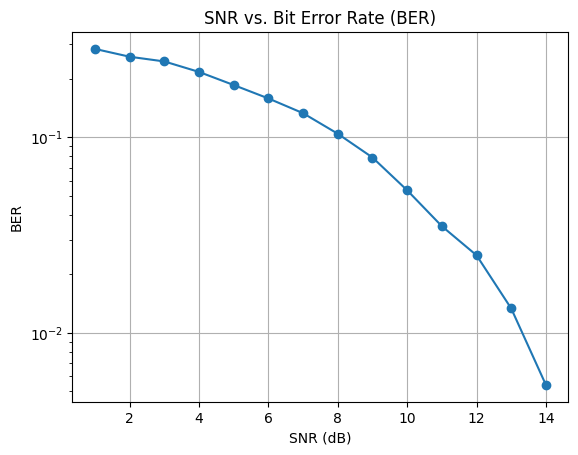 SNR vs. Bit Error Rate (BER)
BER
10⁻¹
10⁻²
2 4 6 8 10 12 14
SNR (dB)